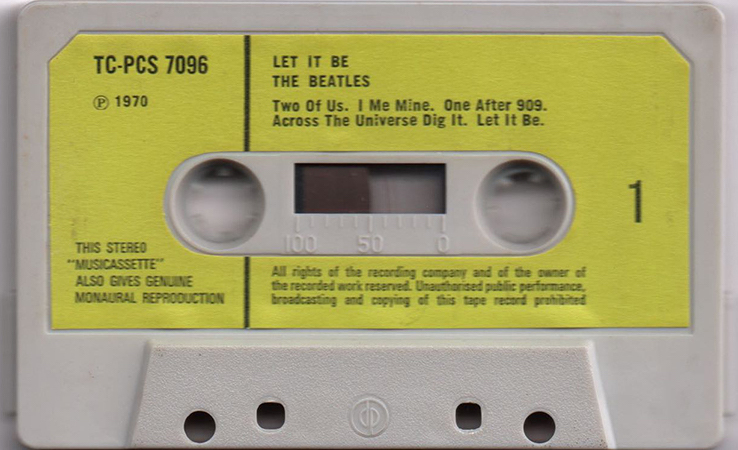 TC-PCS 7096
Ⓟ 1970
LET IT BE
THE BEATLES
Two Of Us. I Me Mine. One After 909.
Across The Universe Dig It. Let It Be.
1
100 50 0
THIS STEREO
"MUSICASSETTE"
ALSO GIVES GENUINE
MONAURAL REPRODUCTION
All rights of the recording company and of the owner of
the recorded work reserved. Unauthorised public performance,
broadcasting and copying of this tape record prohibited